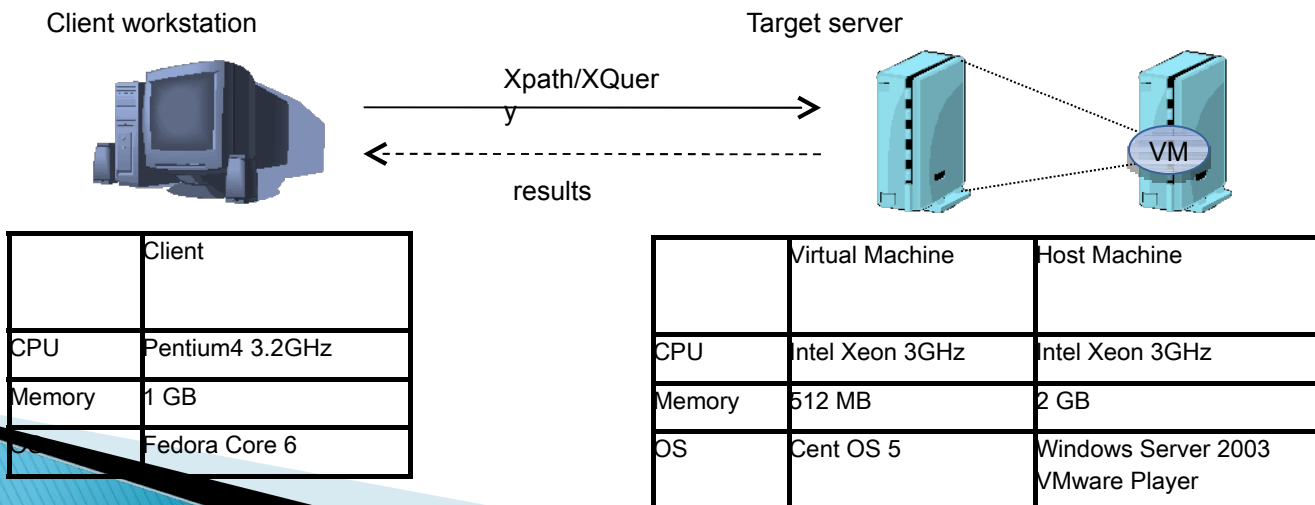 Client workstation
Target server
Xpath/XQuer
y
results
VM
Client
CPU Pentium4 3.2GHz
Memory 1 GB
OS Fedora Core 6
Virtual Machine Host Machine
CPU Intel Xeon 3GHz Intel Xeon 3GHz
Memory 512 MB 2 GB
OS Cent OS 5 Windows Server 2003
VMware Player